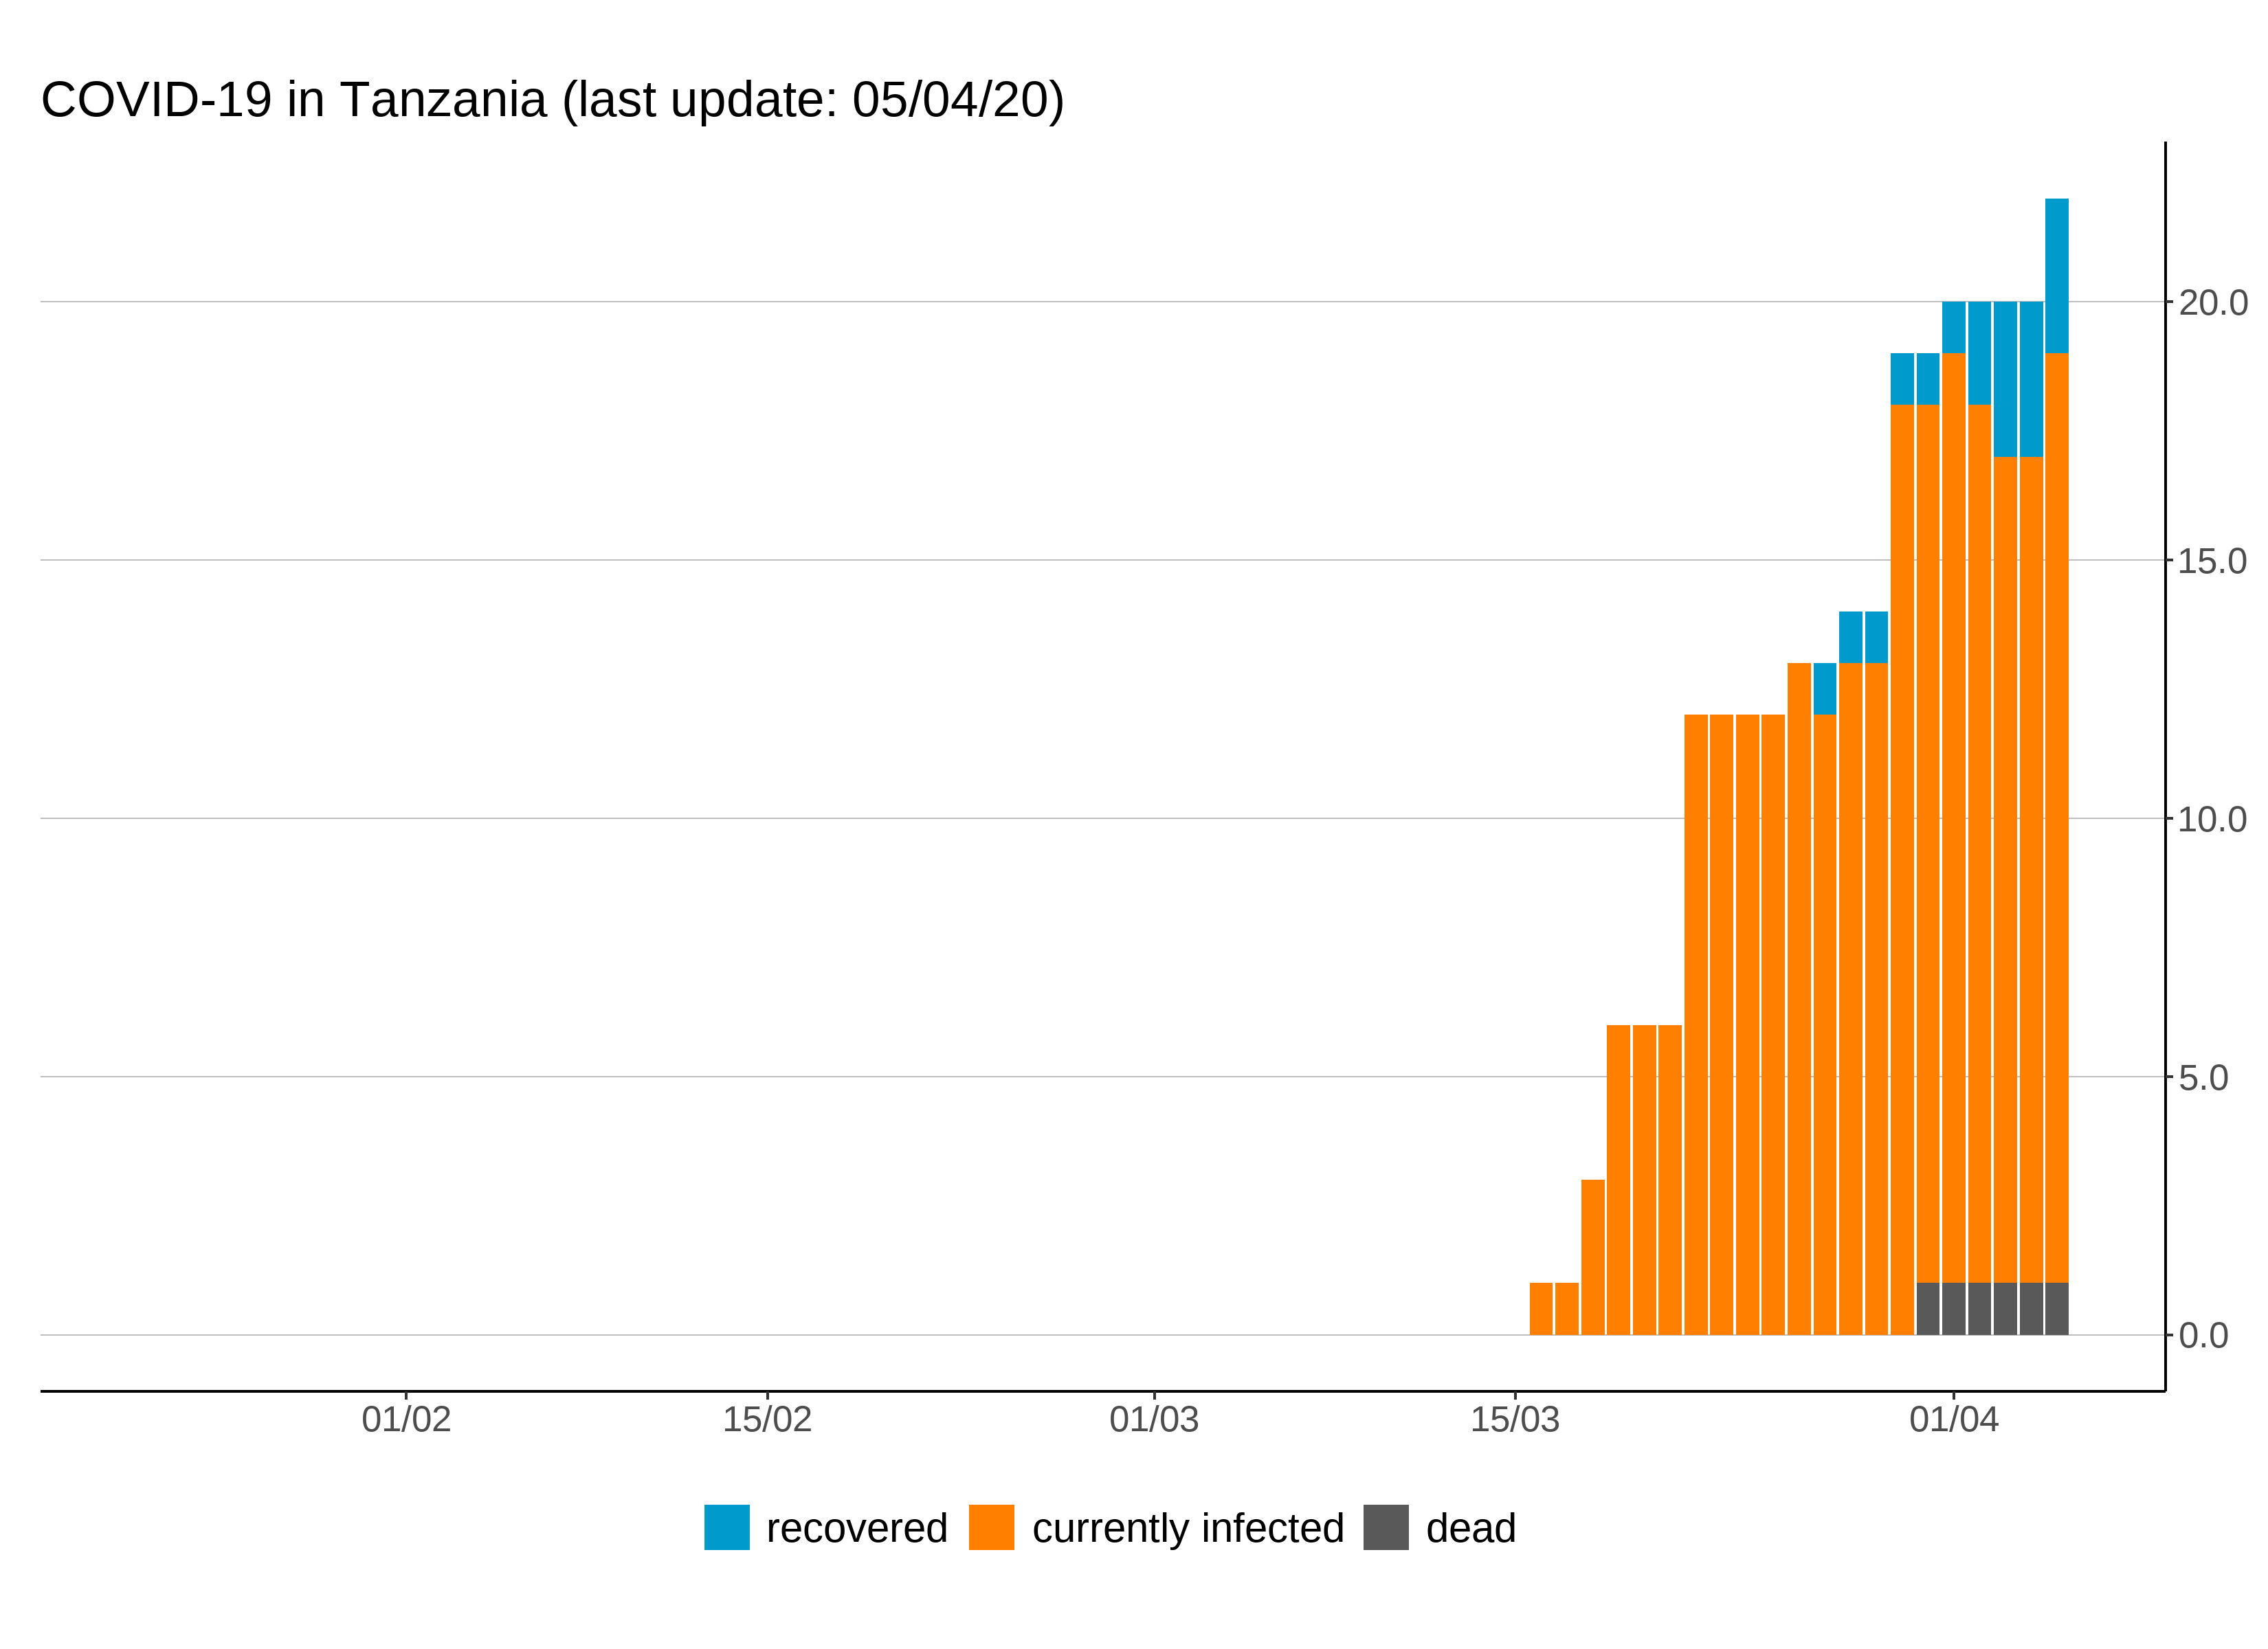 COVID-19 in Tanzania (last update: 05/04/20)
20.0
15.0
10.0
5.0
0.0
01/02 15/02 01/03 15/03 01/04
recovered currently infected dead